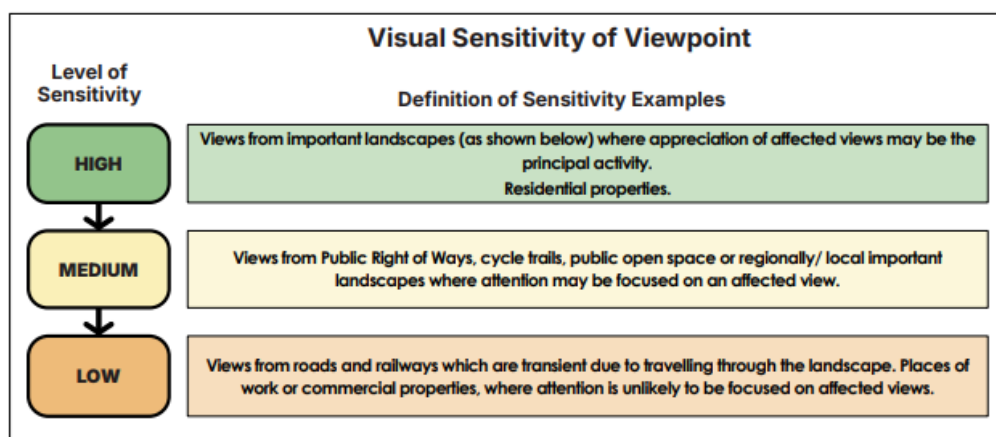 Visual Sensitivity of Viewpoint
Level of
Sensitivity
Definition of Sensitivity Examples
HIGH
Views from important landscapes (as shown below) where appreciation of affected views may be the
principal activity.
Residential properties.
MEDIUM
Views from Public Right of Ways, cycle trails, public open space or regionally/ local important
landscapes where attention may be focused on an affected view.
LOW
Views from roads and railways which are transient due to travelling through the landscape. Places of
work or commercial properties, where attention is unlikely to be focused on affected views.